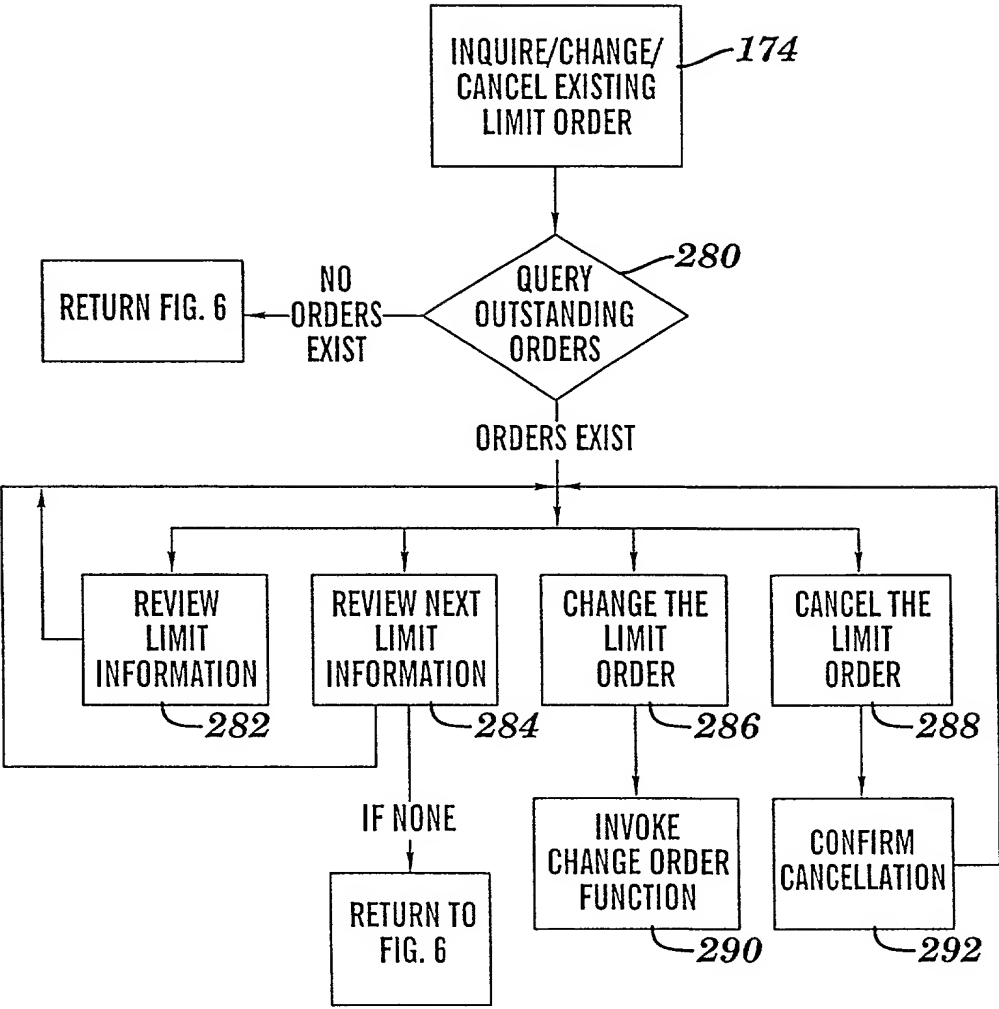 INQUIRE/CHANGE/
CANCEL EXISTING
LIMIT ORDER
174
QUERY
OUTSTANDING
ORDERS
280
NO
ORDERS
EXIST
RETURN FIG. 6
ORDERS EXIST
REVIEW
LIMIT
INFORMATION
282
REVIEW NEXT
LIMIT
INFORMATION
284
CHANGE THE
LIMIT
ORDER
286
CANCEL THE
LIMIT
ORDER
288
IF NONE
RETURN TO
FIG. 6
INVOKE
CHANGE ORDER
FUNCTION
290
CONFIRM
CANCELLATION
292